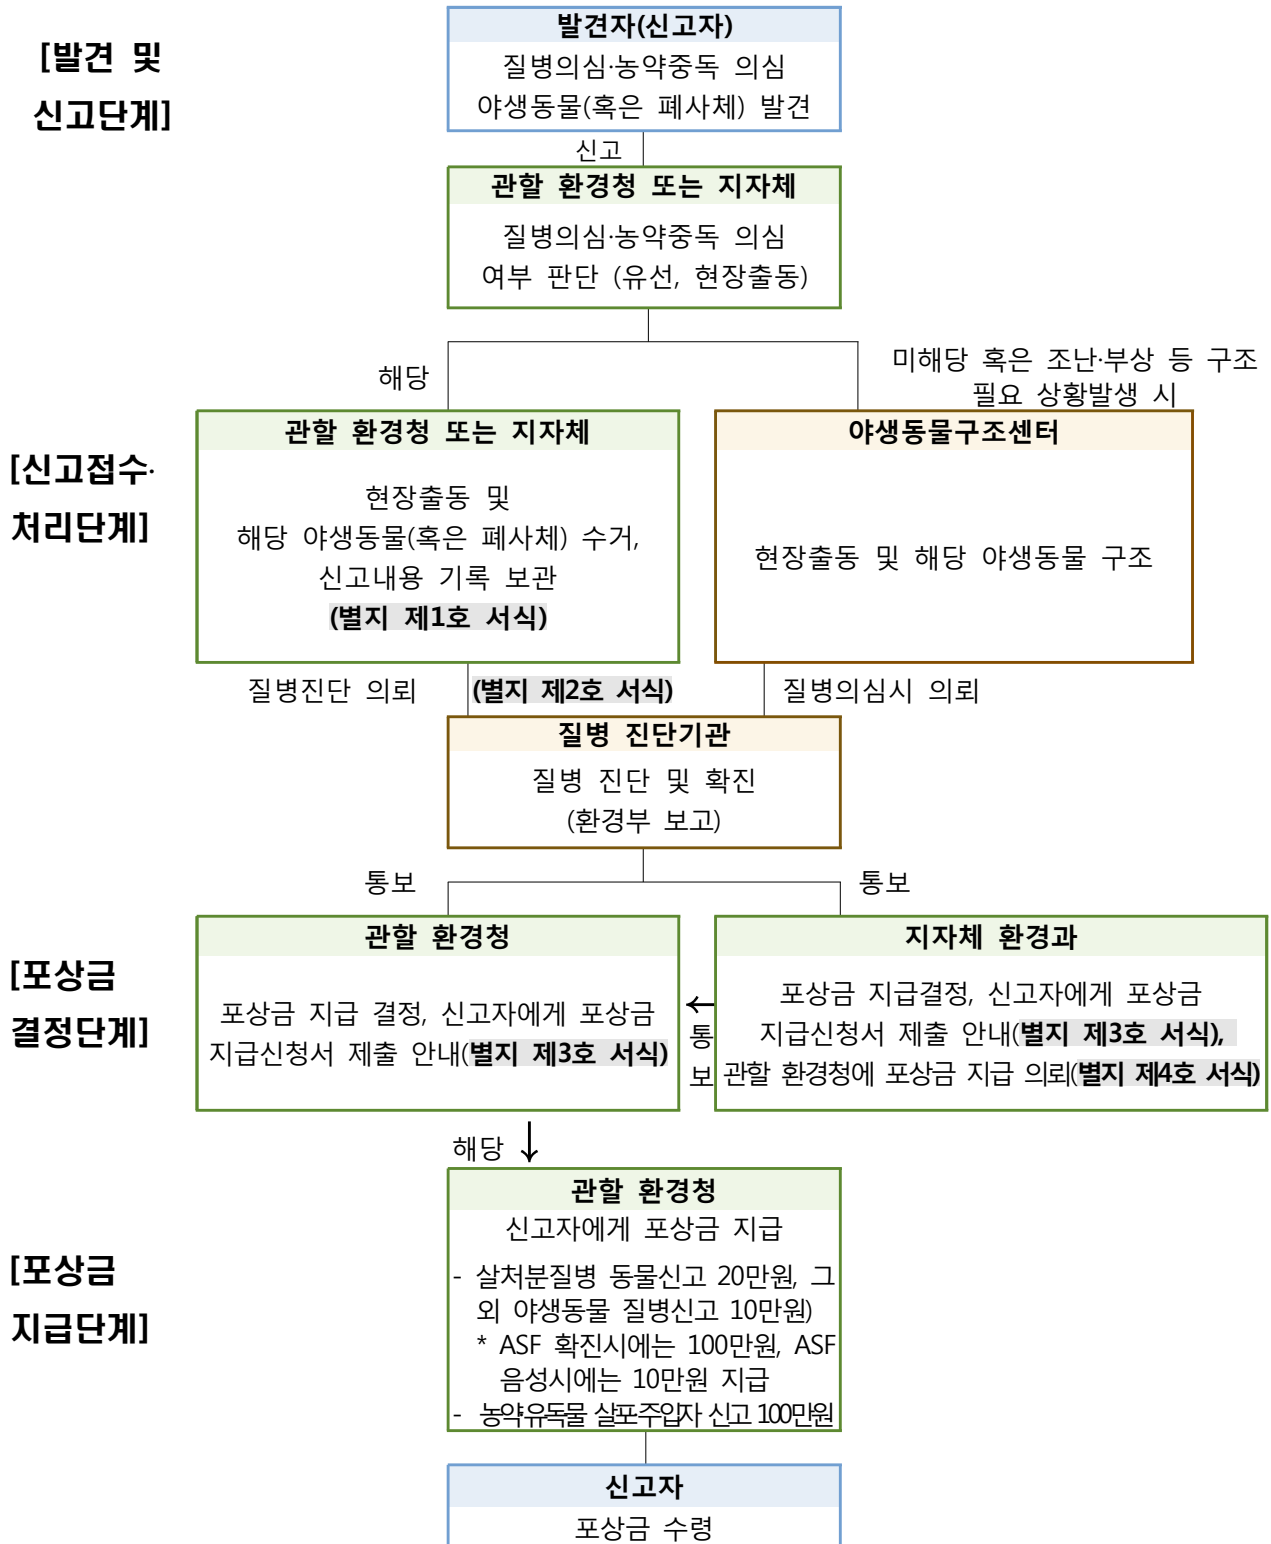 [발견 및
신고단계]
발견자(신고자)
질병의심·농약중독 의심
야생동물(혹은 폐사체) 발견
신고
관할 환경청 또는 지자체
질병의심·농약중독 의심
여부 판단 (유선, 현장출동)
해당
미해당 혹은 조난·부상 등 구조
필요 상황발생 시
[신고접수·
처리단계]
관할 환경청 또는 지자체
현장출동 및
해당 야생동물(혹은 폐사체) 수거,
신고내용 기록 보관
(별지 제1호 서식)
야생동물구조센터
현장출동 및 해당 야생동물 구조
질병진단 의뢰
(별지 제2호 서식)
질병의심시 의뢰
질병 진단기관
질병 진단 및 확진
(환경부 보고)
통보
통보
[포상금
결정단계]
관할 환경청
포상금 지급 결정, 신고자에게 포상금
지급신청서 제출 안내(별지 제3호 서식)
←
통
보
지자체 환경과
포상금 지급결정, 신고자에게 포상금
지급신청서 제출 안내(별지 제3호 서식),
관할 환경청에 포상금 지급 의뢰(별지 제4호 서식)
해당 ↓
[포상금
지급단계]
관할 환경청
신고자에게 포상금 지급
- 살처분질병 동물신고 20만원, 그
외 야생동물 질병신고 10만원)
* ASF 확진시에는 100만원, ASF
음성시에는 10만원 지급
- 농약·유독물 살포·주입자 신고 100만원
신고자
포상금 수령